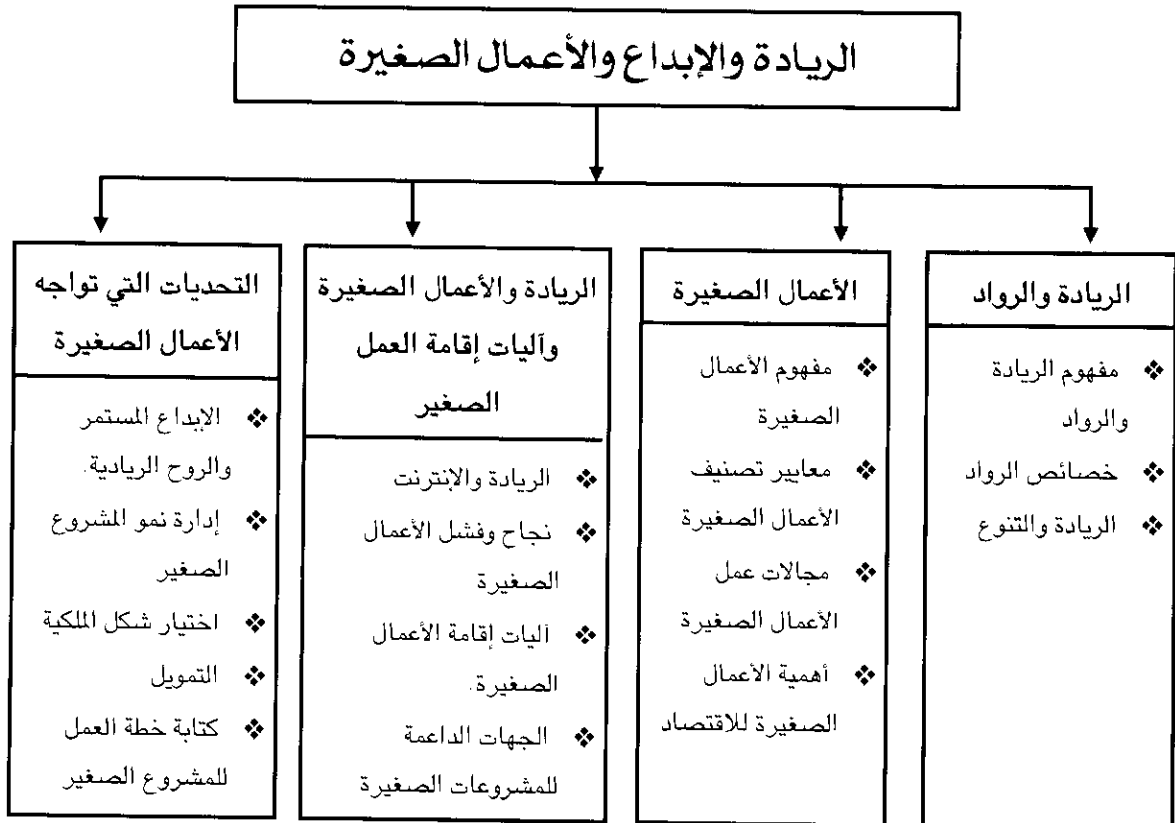 الريادة والإبداع والأعمال الصغيرة
الريادة والرواد
❖ مفهوم الريادة
والرواد
❖ خصائص الرواد
❖ الريادة والتنوع
الأعمال الصغيرة
❖ مفهوم الأعمال
الصغيرة
❖ معايير تصنيف
الأعمال الصغيرة
❖ مجالات عمل
الأعمال الصغيرة
❖ أهمية الأعمال
الصغيرة للاقتصاد
الريادة والأعمال الصغيرة
وآليات إقامة العمل
الصغير
❖ الريادة والإنترنت
❖ نجاح وفشل الأعمال
الصغيرة
❖ آليات إقامة الأعمال
الصغيرة.
❖ الجهات الداعمة
للمشروعات الصغيرة
التحديات التي تواجه
الأعمال الصغيرة
❖ الإبداع المستمر
والروح الريادية.
❖ إدارة نمو المشروع
الصغير
❖ اختيار شكل الملكية
❖ التمويل
❖ كتابة خطة العمل
للمشروع الصغير